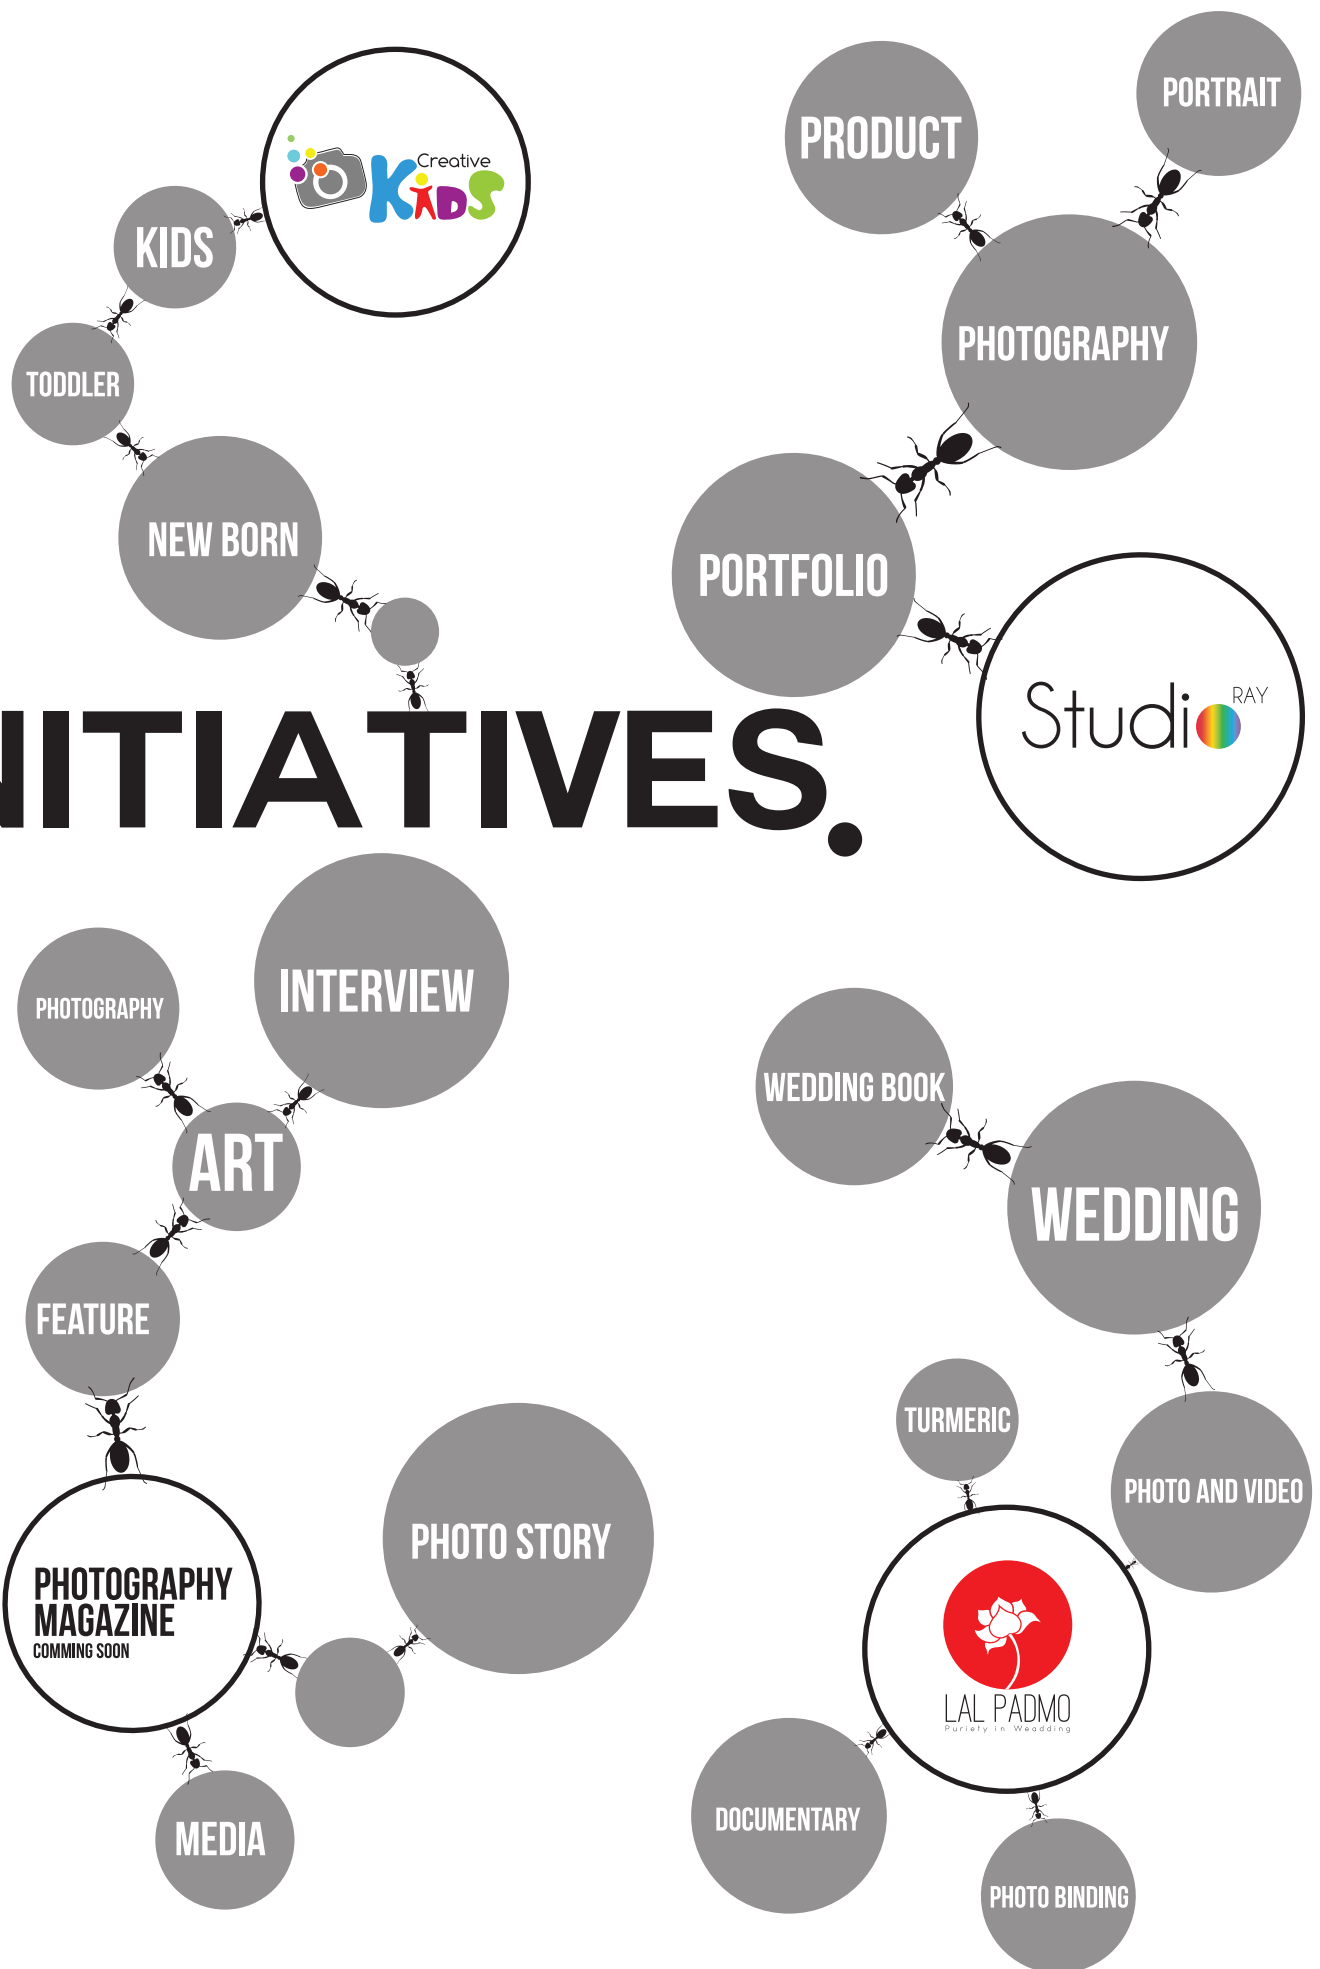 Creative
KiDS
KIDS
TODDLER
NEW BORN
PRODUCT
PORTRAIT
PHOTOGRAPHY
PORTFOLIO
Studio RAY
NITIATIVES.
PHOTOGRAPHY
INTERVIEW
ART
FEATURE
PHOTOGRAPHY
MAGAZINE
COMMING SOON
PHOTO STORY
MEDIA
WEDDING BOOK
WEDDING
TURMERIC
PHOTO AND VIDEO
LAL PADMO
Puriety in Weadding
DOCUMENTARY
PHOTO BINDING